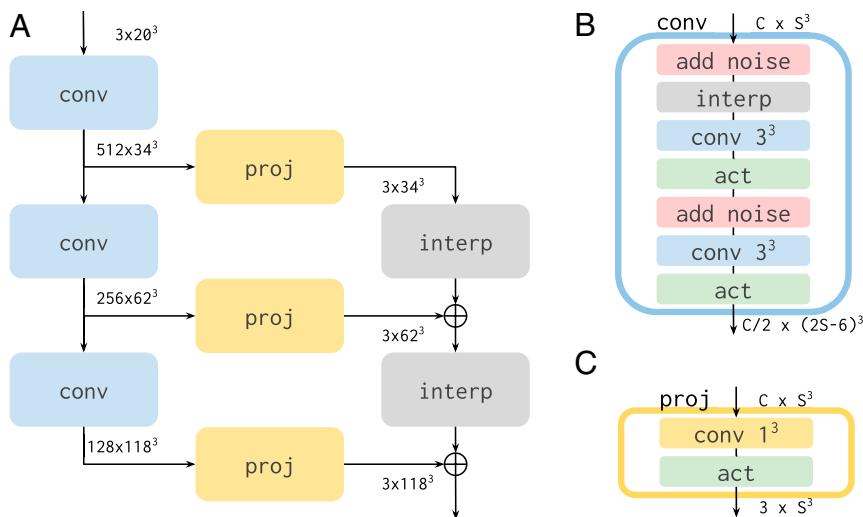 A
3x20³
conv
512x34³
proj
3x34³
conv
interp
256x62³
proj
3x62³
conv
interp
128x118³
proj
3x118³
B
conv C x S³
add noise
interp
conv 3³
act
add noise
conv 3³
act
C/2 x (2S-6)³
C
proj C x S³
conv 1³
act
3 x S³